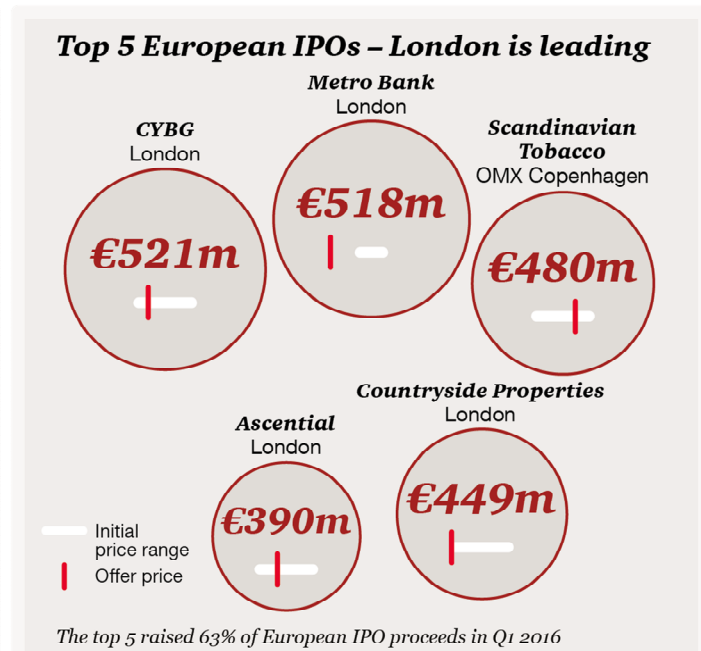 Top 5 European IPOs – London is leading
Metro Bank
London
€518m
CYBG
London
€521m
Scandinavian
Tobacco
OMX Copenhagen
€480m
Countryside Properties
London
€449m
Ascential
London
€390m
Initial
price range
Offer price
The top 5 raised 63% of European IPO proceeds in Q1 2016